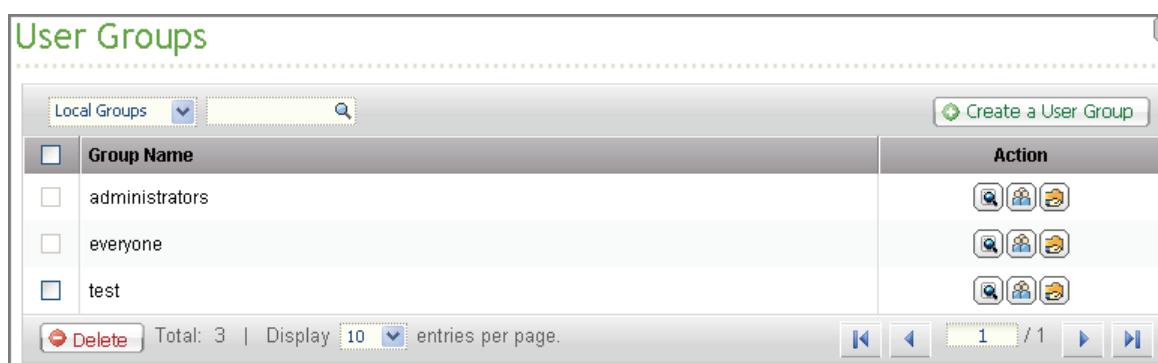 User Groups
Local Groups
Create a User Group
Group Name Action
administrators
everyone
test
Delete Total: 3 | Display 10 entries per page. 1 / 1